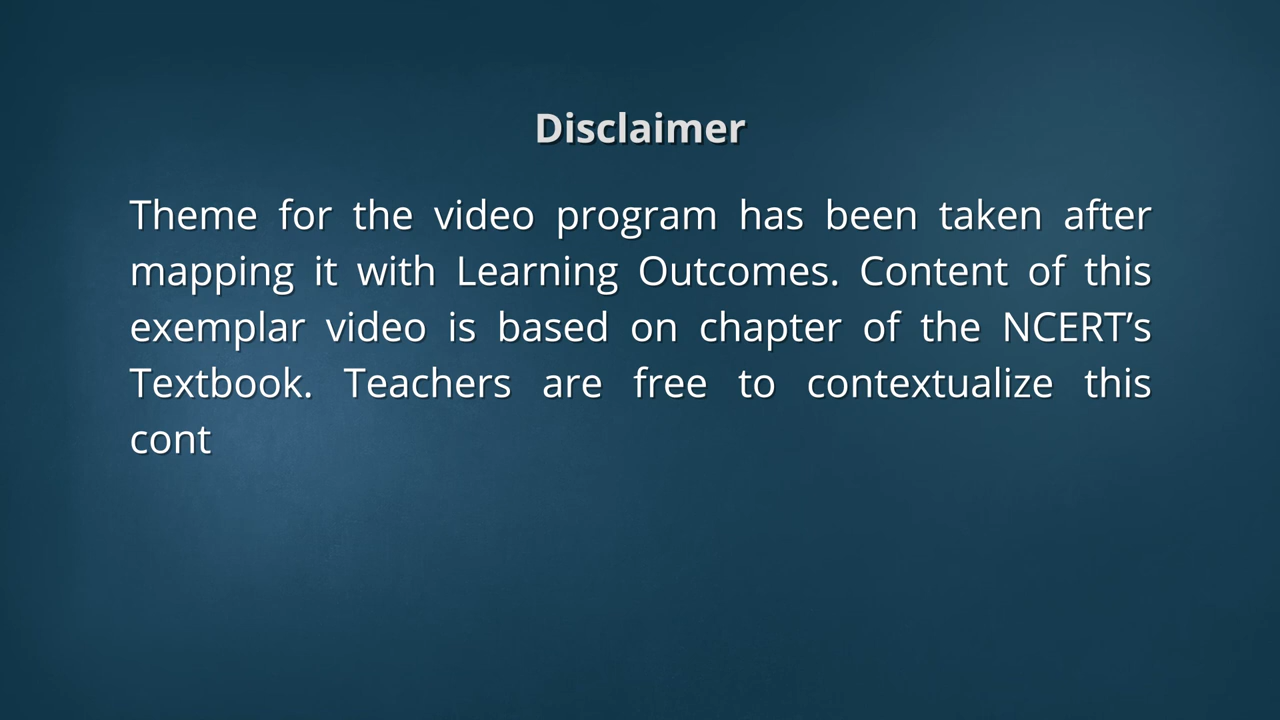 Disclaimer
Theme for the video program has been taken after
mapping it with Learning Outcomes. Content of this
exemplar video is based on chapter of the NCERT’s
Textbook. Teachers are free to contextualize this
cont